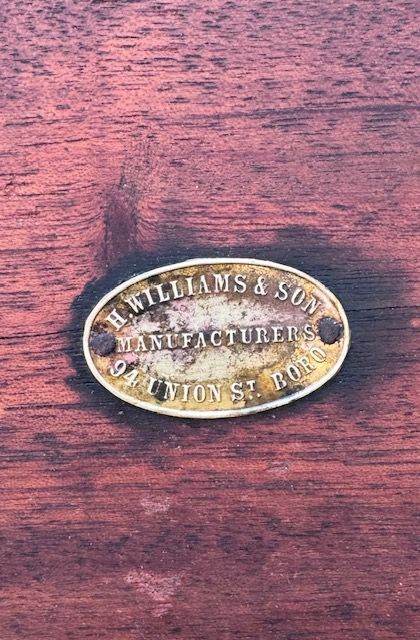 H. WILLIAMS & SON
MANUFACTURERS
94 UNION ST. BORO